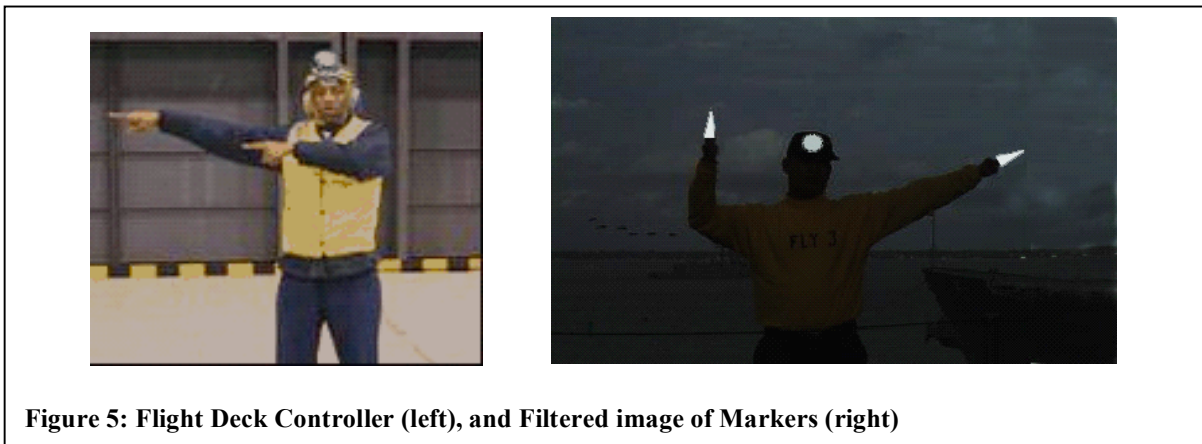 FLY 3
Figure 5: Flight Deck Controller (left), and Filtered image of Markers (right)